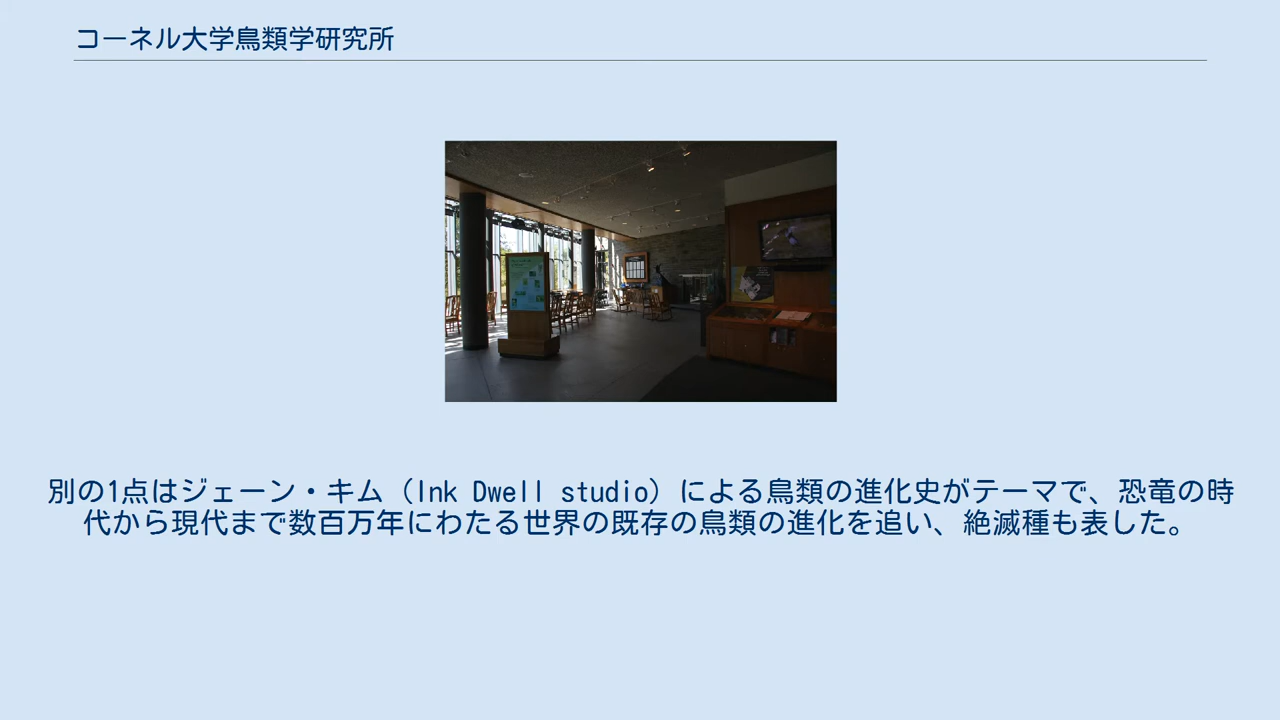 コーネル大学鳥類学研究所
別の1点はジェーン・キム（Ink Dwell studio）による鳥類の進化史がテーマで、恐竜の時
代から現代まで数百万年にわたる世界の既存の鳥類の進化を追い、絶滅種も表した。